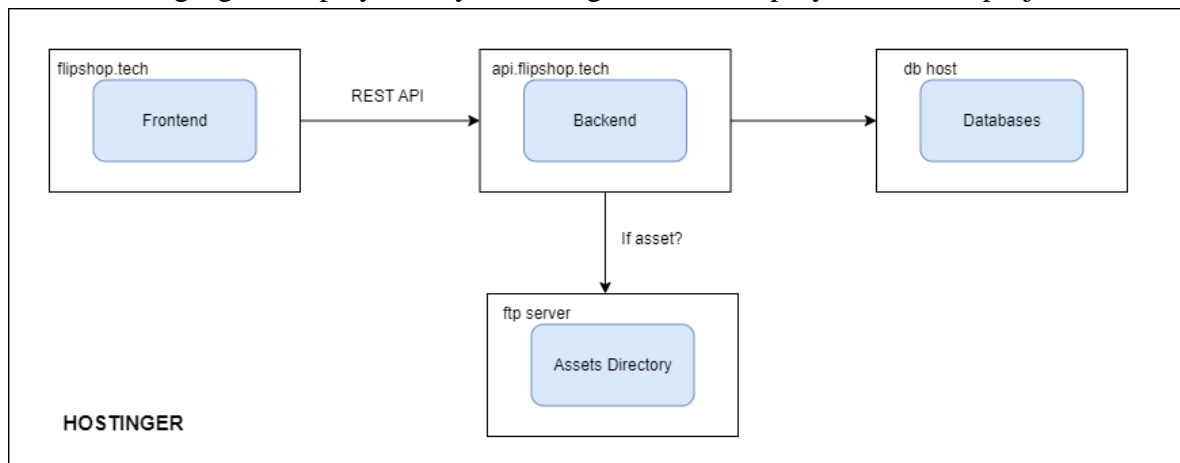 flipshop.tech
Frontend
REST API
api.flipshop.tech
Backend
db host
Databases
If asset?
ftp server
Assets Directory
HOSTINGER